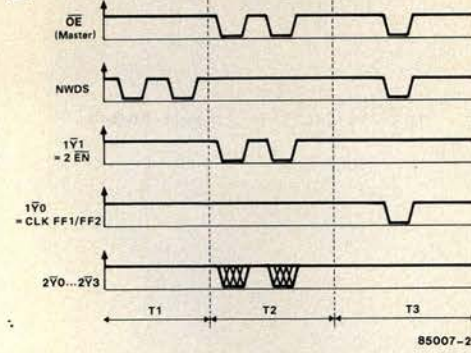 OE
(Master)
NWDS
1Y1
= 2 EN
1Y0
= CLK FF1/FF2
2Y0...2Y3
T1 T2 T3
85007-2